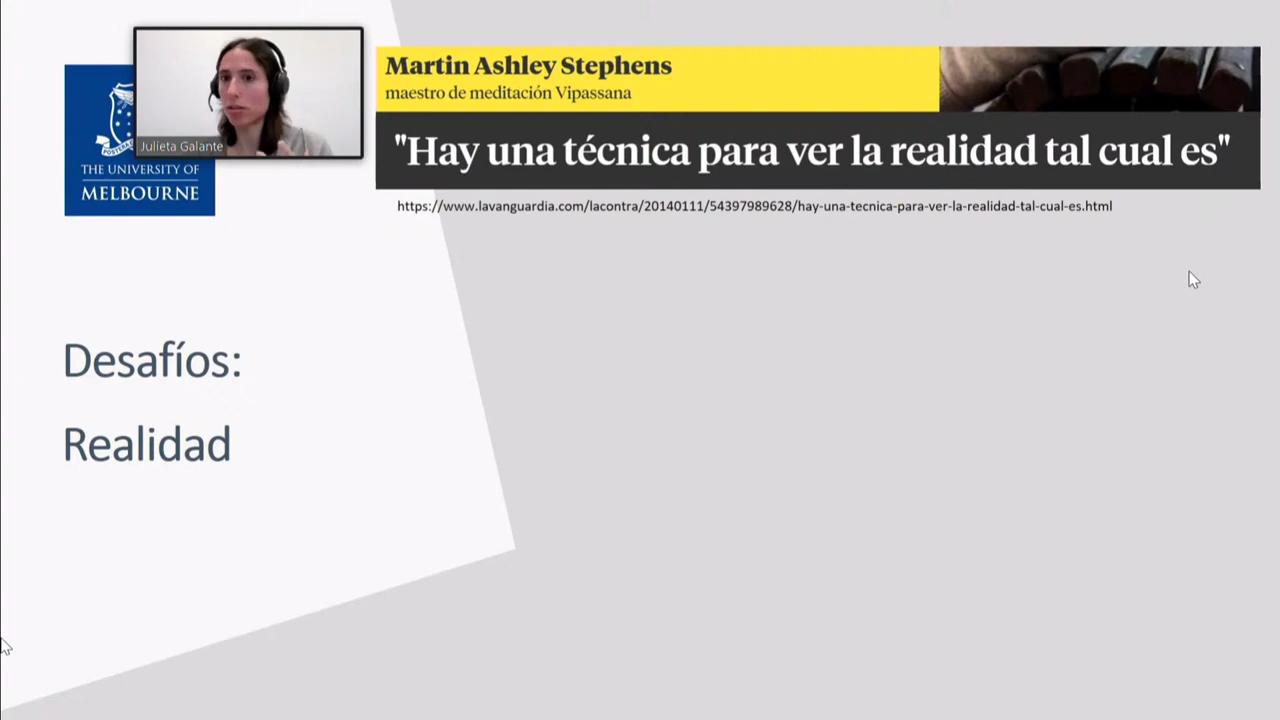 Julieta Galante
THE UNIVERSITY OF
MELBOURNE
Martin Ashley Stephens
maestro de meditación Vipassana
"Hay una técnica para ver la realidad tal cual es"
https://www.lavanguardia.com/lacontra/20140111/54397989628/hay-una-tecnica-para-ver-la-realidad-tal-cual-es.html
Desafíos:
Realidad